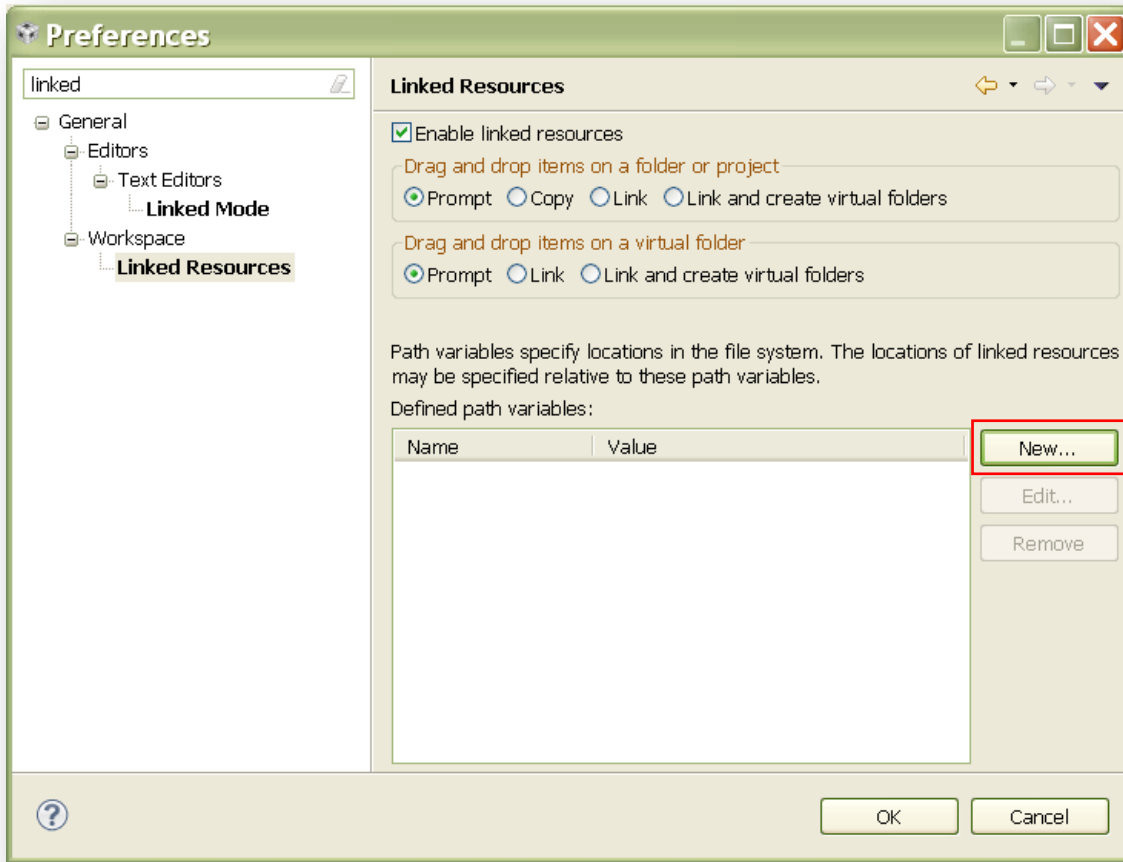 Preferences
linked
General
Editors
Text Editors
Linked Mode
Workspace
Linked Resources
Linked Resources
Enable linked resources
Drag and drop items on a folder or project
Prompt Copy Link Link and create virtual folders
Drag and drop items on a virtual folder
Prompt Link Link and create virtual folders
Path variables specify locations in the file system. The locations of linked resources
may be specified relative to these path variables.
Defined path variables:
Name Value
New...
Edit...
Remove
?
OK Cancel